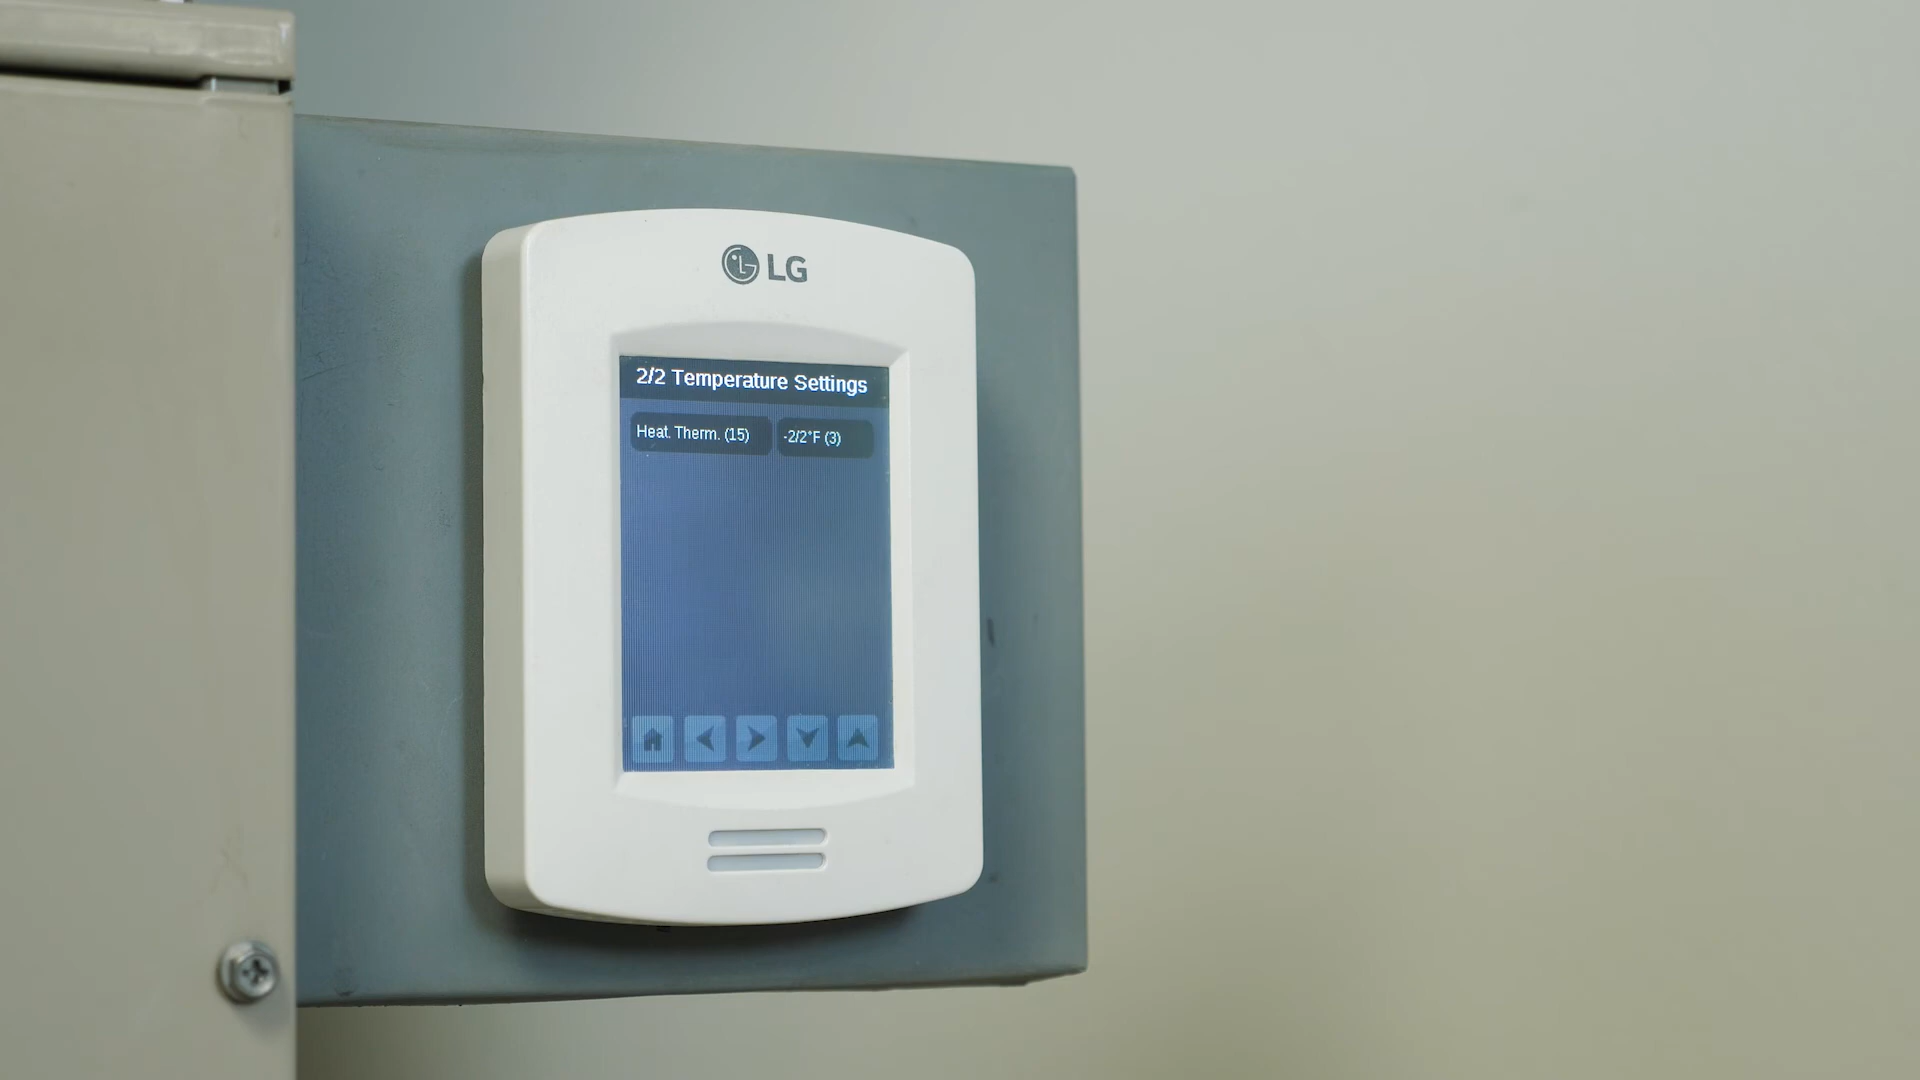 LG
2/2 Temperature Settings
Heat. Therm. (15) -2/2°F (3)